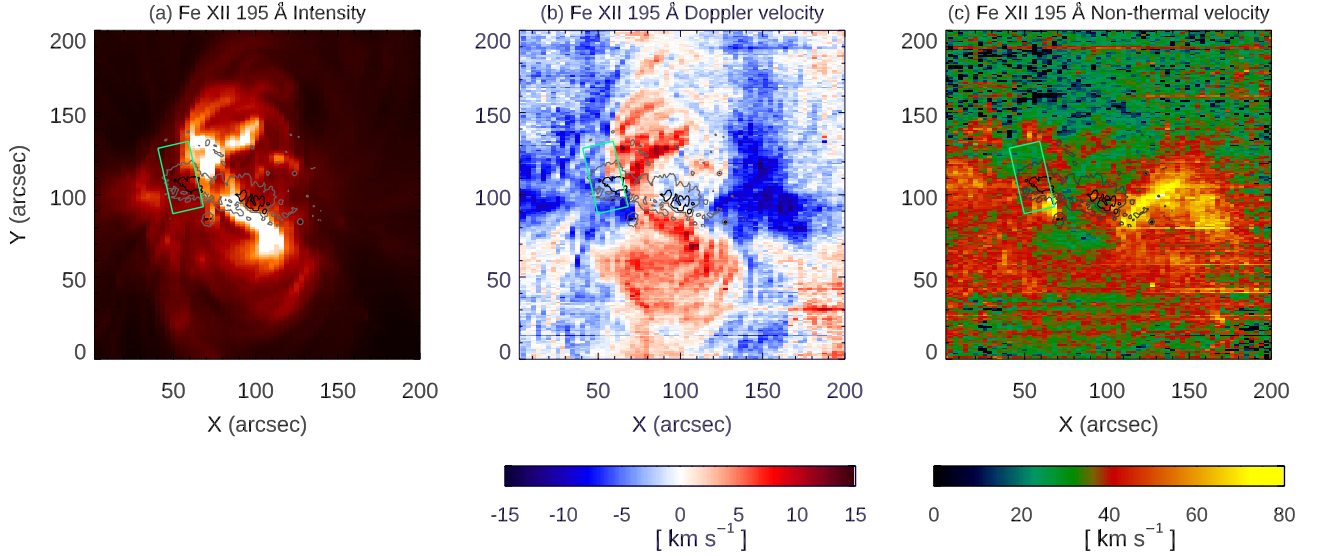 (a) Fe XII 195 Å Intensity
(b) Fe XII 195 Å Doppler velocity
(c) Fe XII 195 Å Non-thermal velocity
200
150
100
50
0
Y (arcsec)
50 100 150 200
X (arcsec)
200
150
100
50
0
50 100 150 200
X (arcsec)
200
150
100
50
0
50 100 150 200
X (arcsec)
-15 -10 -5 0 5 10 15
[ km s⁻¹ ]
0 20 40 60 80
[ km s⁻¹ ]